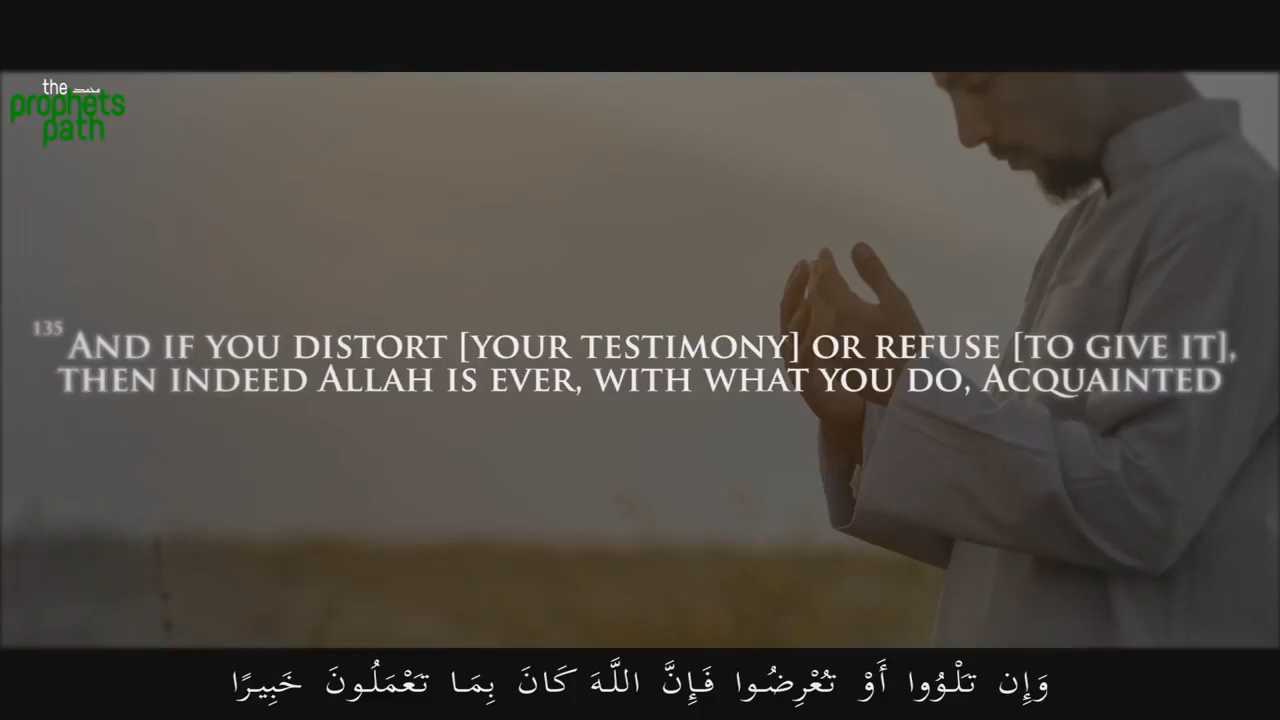 the محمد
prophets
path
135 And if you distort [your testimony] or refuse [to give it],
then indeed Allah is ever, with what you do, Acquainted
وَإِن تَلْوُوا أَوْ تُعْرِضُوا فَإِنَّ اللَّهَ كَانَ بِمَا تَعْمَلُونَ خَبِيرًا